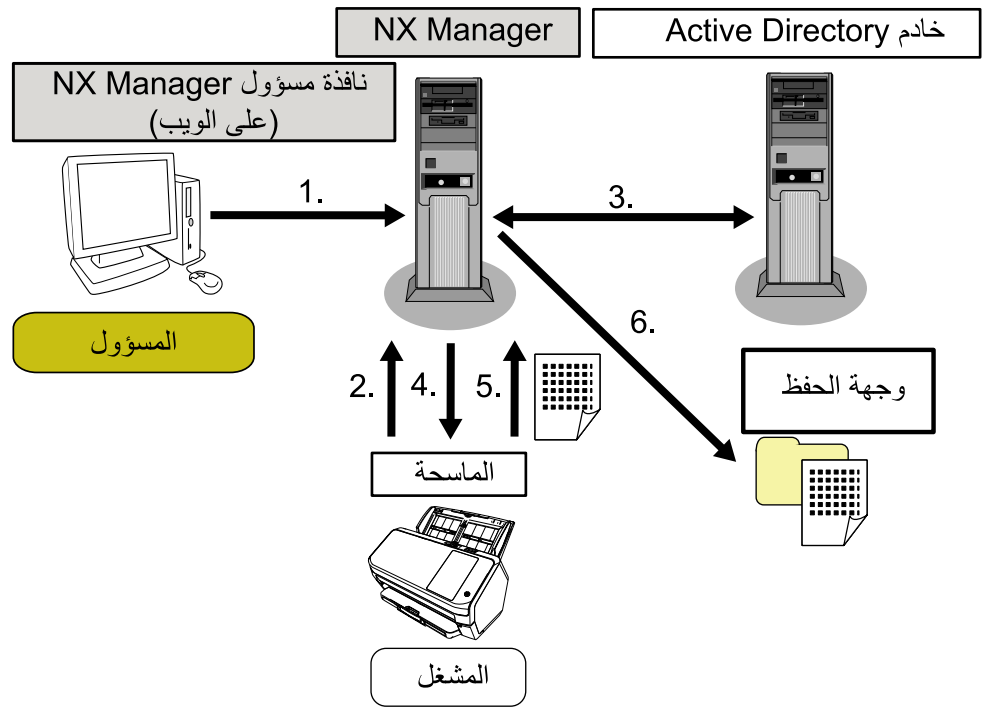 NX Manager
خادم Active Directory
نافذة مسؤول NX Manager
(على الويب)
1.
3.
المسؤول
6.
2.
4.
5.
وجهة الحفظ
الماسحة
المشغل